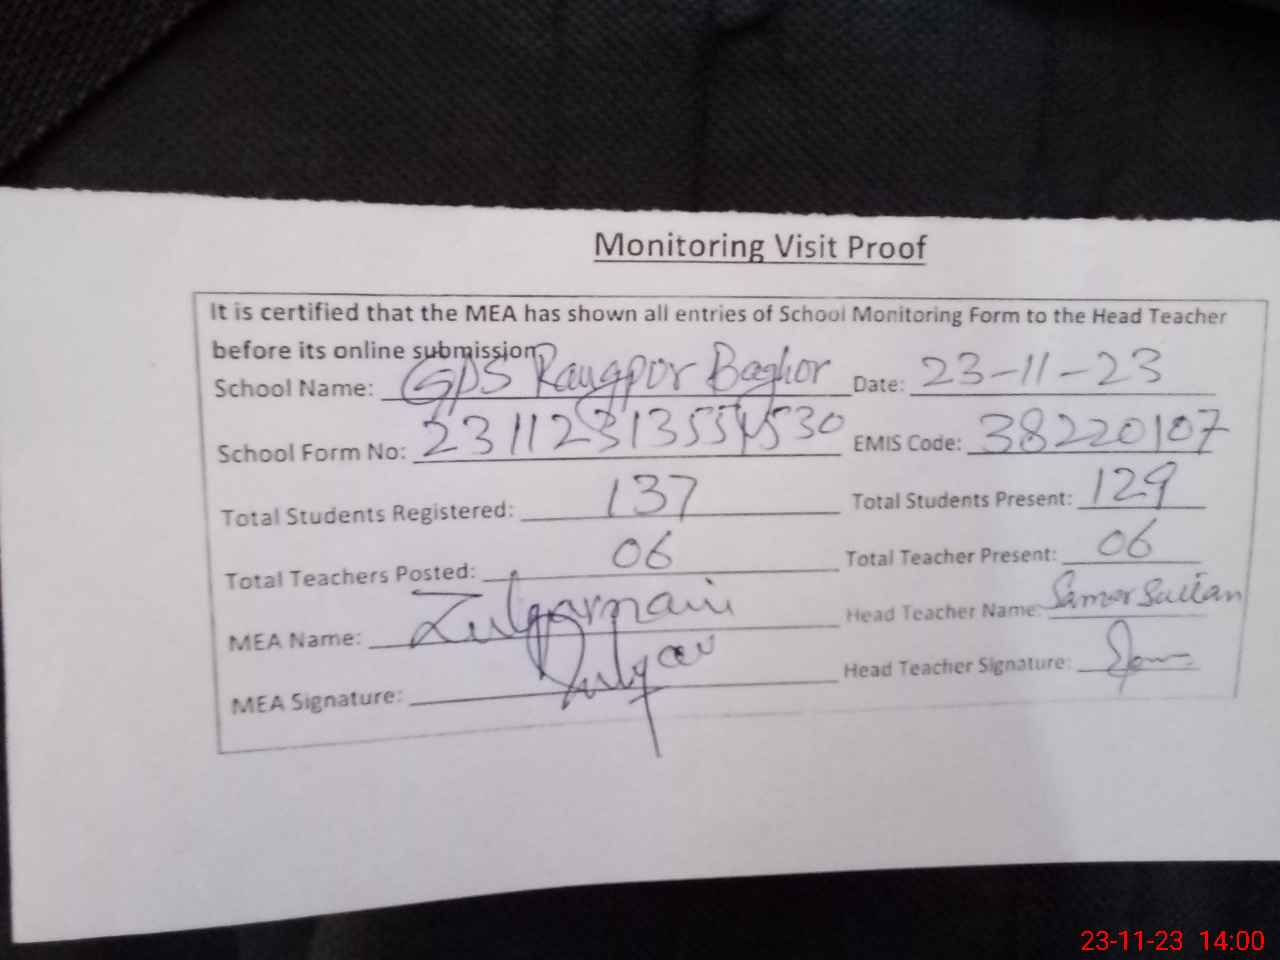 Monitoring Visit Proof
It is certified that the MEA has shown all entries of School Monitoring Form to the Head Teacher
before its online submission
School Name: GPS Rangpor Baghor Date: 23-11-23
School Form No: EMIS Code: 38220107
Total Students Registered: 137 Total Students Present: 129
Total Teachers Posted: 06 Total Teacher Present: 06
MEA Name: Zulqarnain Head Teacher Name: Samar Sultan
MEA Signature: Head Teacher Signature:
23-11-23 14:00